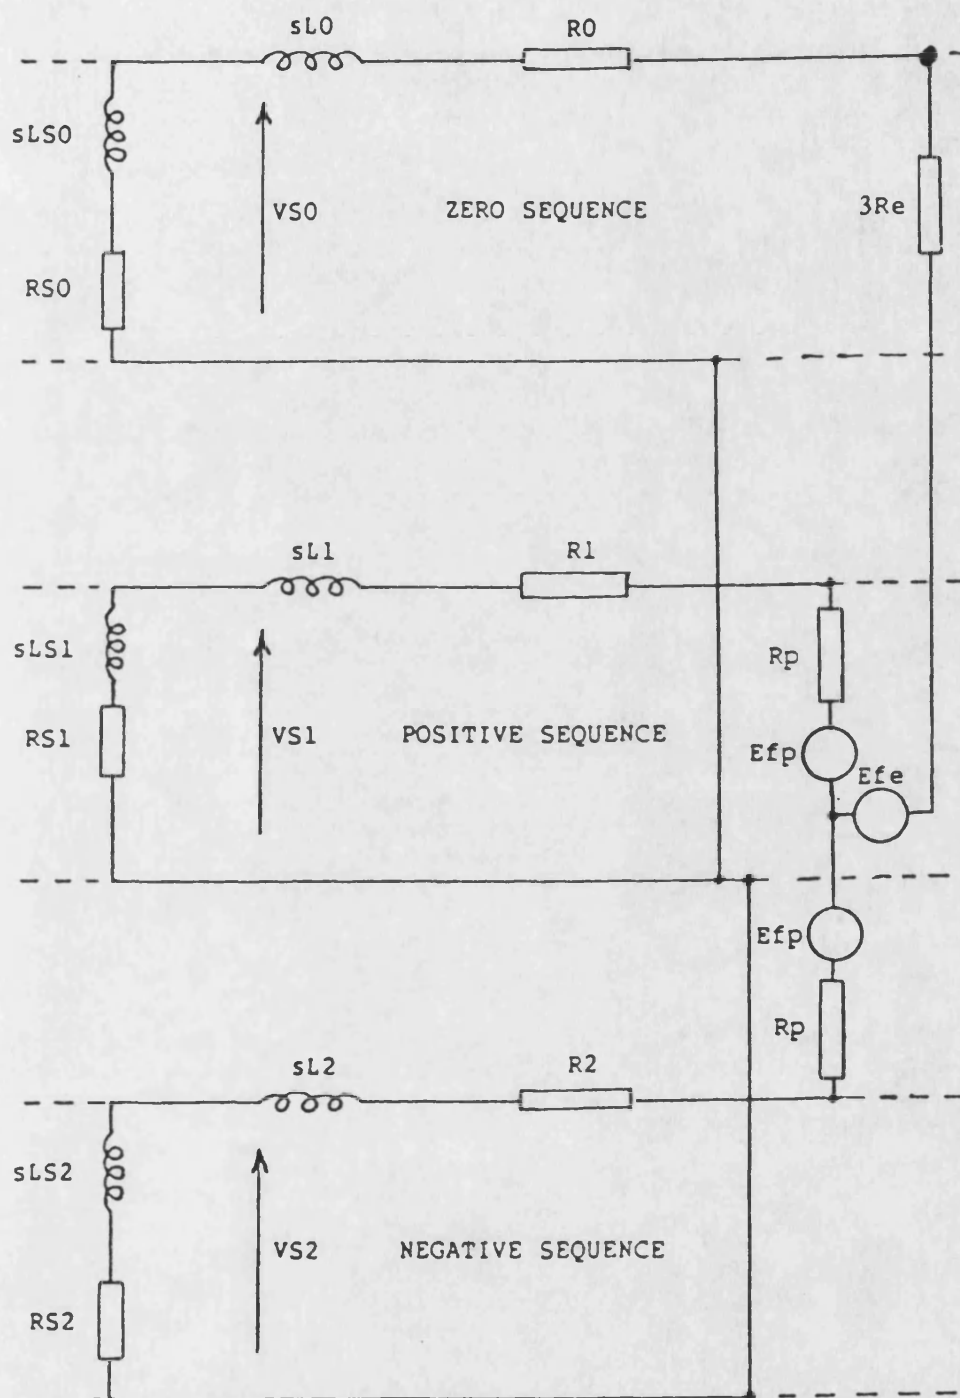 sL0
R0
sLS0
VS0
ZERO SEQUENCE
3Re
RS0
sL1
R1
sLS1
Rp
RS1
VS1
POSITIVE SEQUENCE
Efp
Efe
Efp
Rp
sL2
R2
sLS2
VS2
NEGATIVE SEQUENCE
RS2